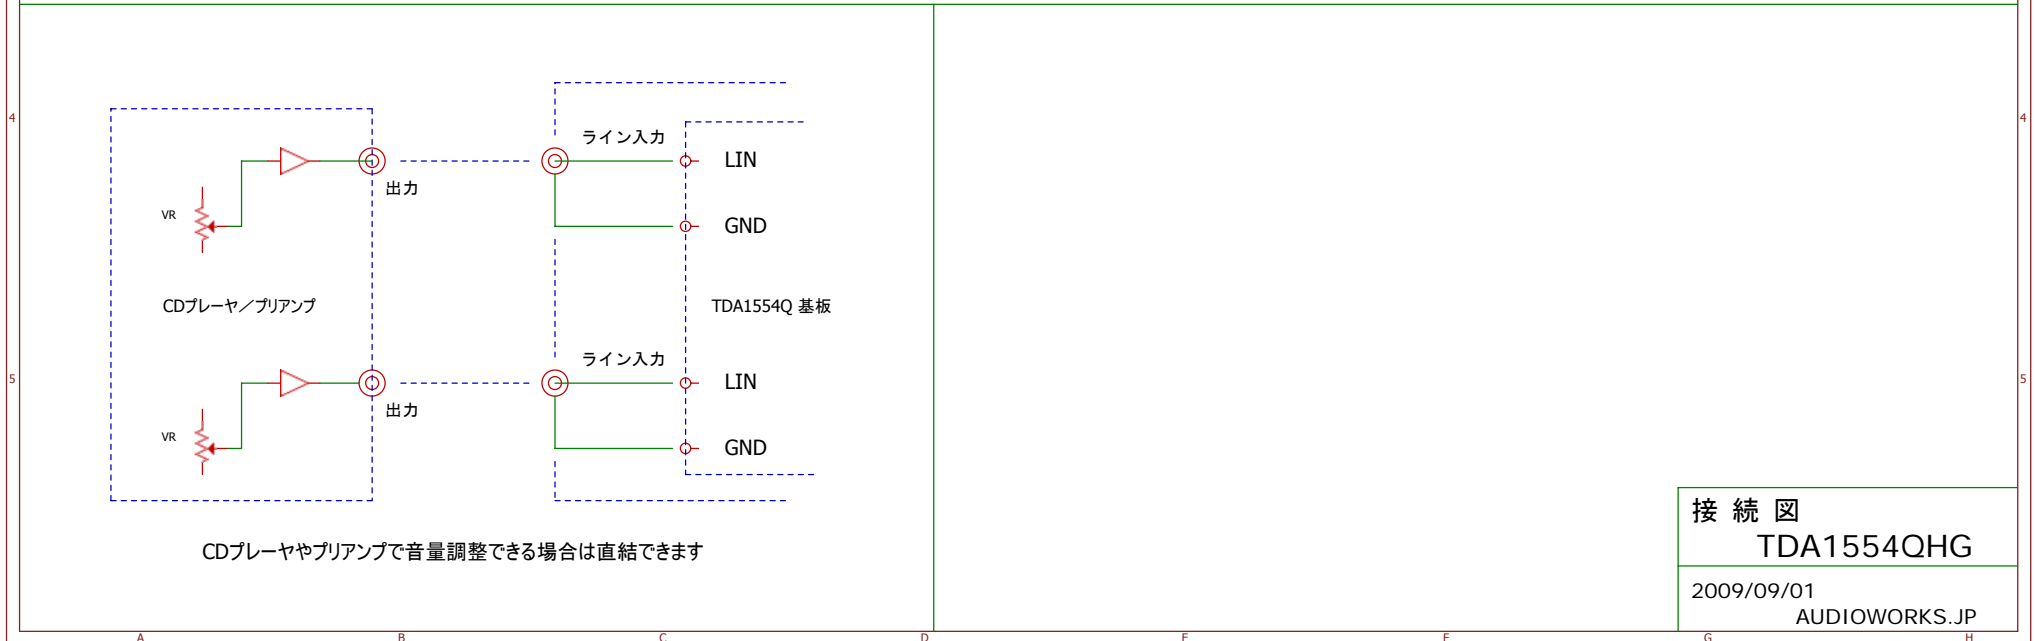 4
4
ライン入力
LIN
出力
VR
GND
CDプレーヤ／プリアンプ
TDA1554Q 基板
ライン入力
5
5
LIN
出力
VR
GND
CDプレーヤやプリアンプで音量調整できる場合は直結できます
接 続 図
TDA1554QHG
2009/09/01
AUDIOWORKS.JP
A B C D E F G H